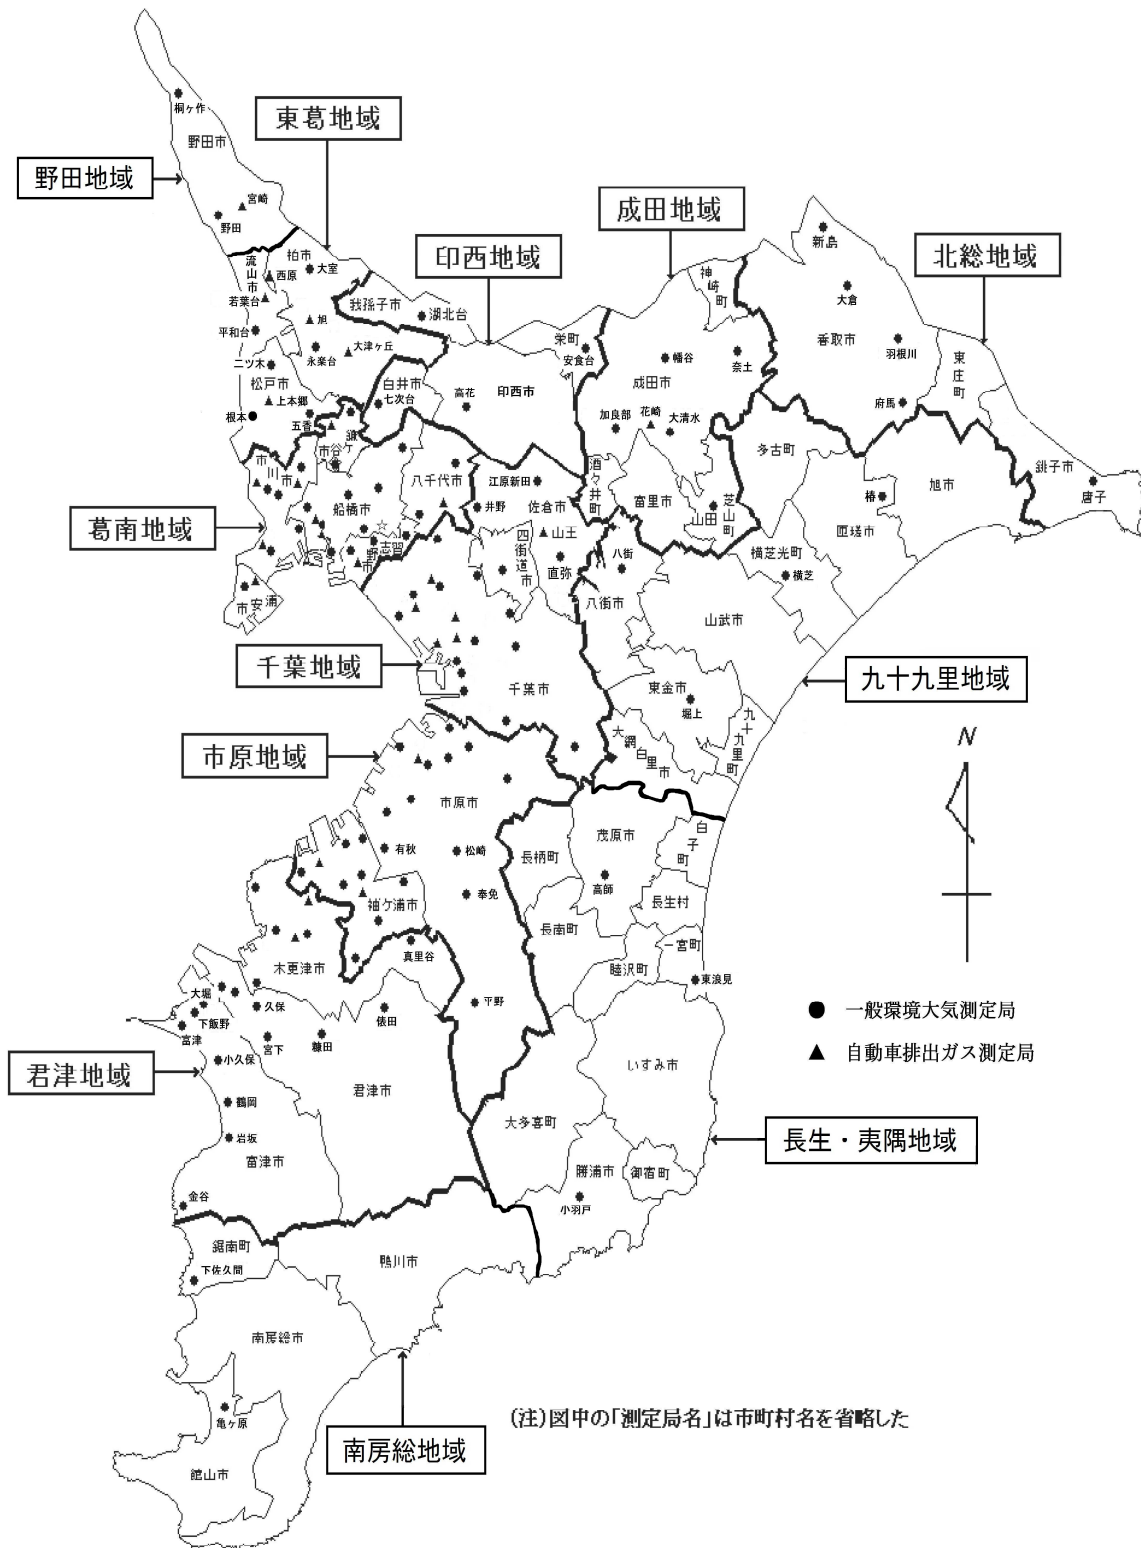 桐ヶ作
東葛地域
野田市
野田地域
宮崎
成田地域
野田
新島
北総地域
印西地域
柏市
流山市
大室
西原
神崎町
大倉
若葉台
我孫子市
湖北台
旭
平和台
栄町
安食台
香取市
羽根川
大津ヶ丘
永楽台
幡谷
奈土
東庄町
二ツ木
松戸市
白井市
七次台
高花
印西市
成田市
上本郷
根本
五香
鎌ケ谷市
府馬
加良部
花崎
大清水
多古町
市川市
八千代市
江原新田
酒々井町
富里市
銚子市
唐子
旭市
椿
船橋市
井野
佐倉市
芝山町
山田
匝瑳市
葛南地域
習志野市
四街道市
山王
直弥
八街
横芝光町
横芝
浦安市
八街市
山武市
千葉地域
千葉市
東金市
堀上
九十九里地域
九十九里町
大網白里市
市原地域
N
市原市
白子町
茂原市
有秋
松崎
長柄町
高師
奉免
袖ケ浦市
長生村
長南町
一宮町
真里谷
木更津市
睦沢町
東浪見
大堀
久保
平野
俵田
下飯野
富津
宮下
糠田
一般環境大気測定局
自動車排出ガス測定局
小久保
君津地域
いすみ市
君津市
鶴岡
大多喜町
岩坂
長生・夷隅地域
富津市
勝浦市
御宿町
金谷
小羽戸
鋸南町
鴨川市
下佐久間
南房総市
亀ヶ原
(注)図中の「測定局名」は市町村名を省略した
南房総地域
館山市